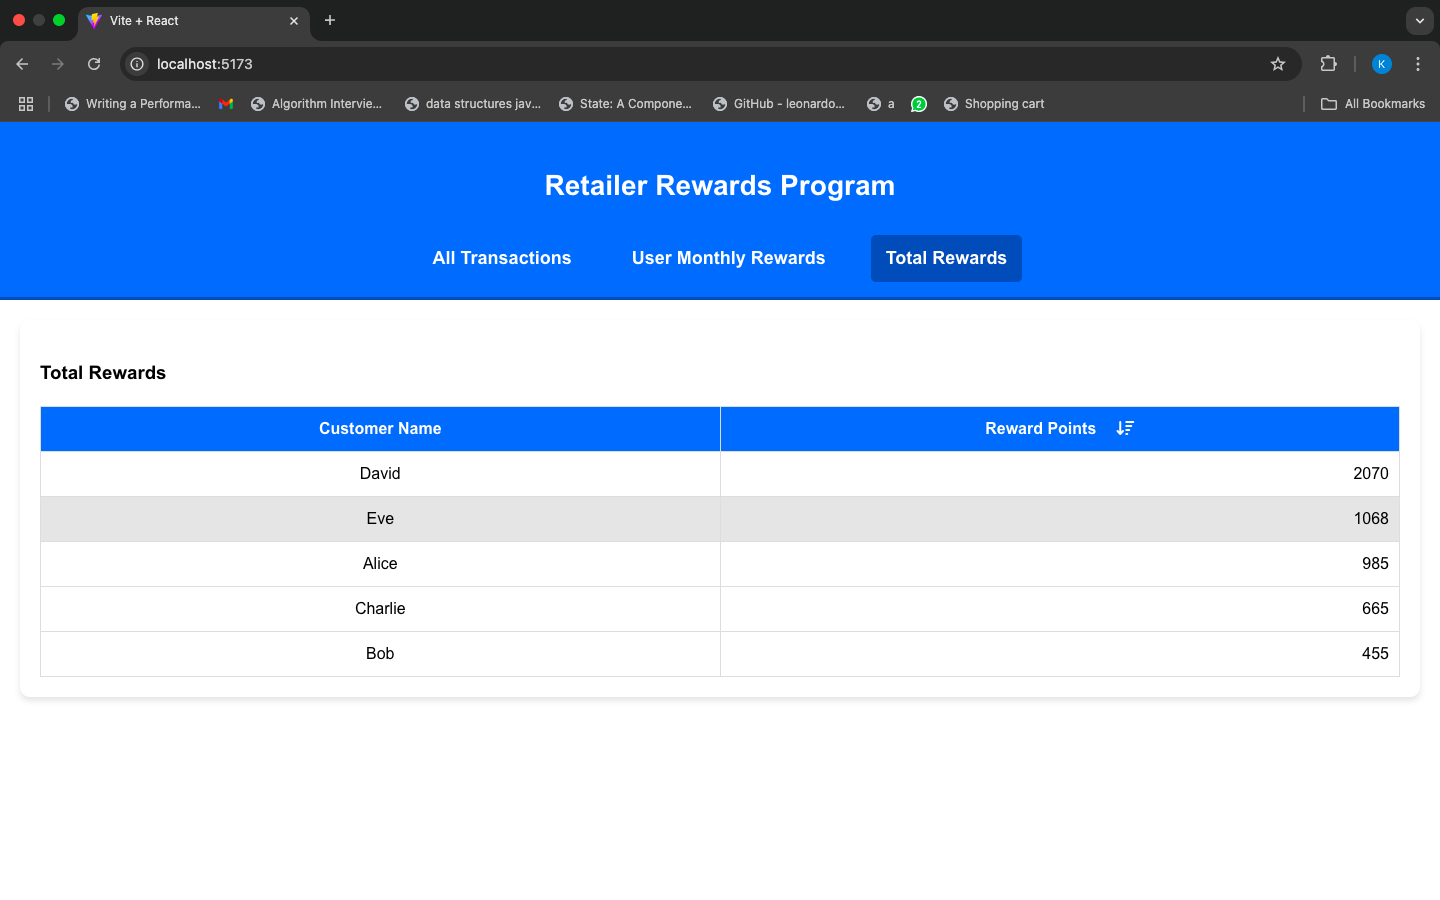 Vite + React
localhost:5173
K
Writing a Performa...
Algorithm Intervie...
data structures jav...
State: A Compone...
GitHub - leonardo...
a
2
Shopping cart
All Bookmarks
Retailer Rewards Program
All Transactions
User Monthly Rewards
Total Rewards
Total Rewards
Customer Name Reward Points
David 2070
Eve 1068
Alice 985
Charlie 665
Bob 455